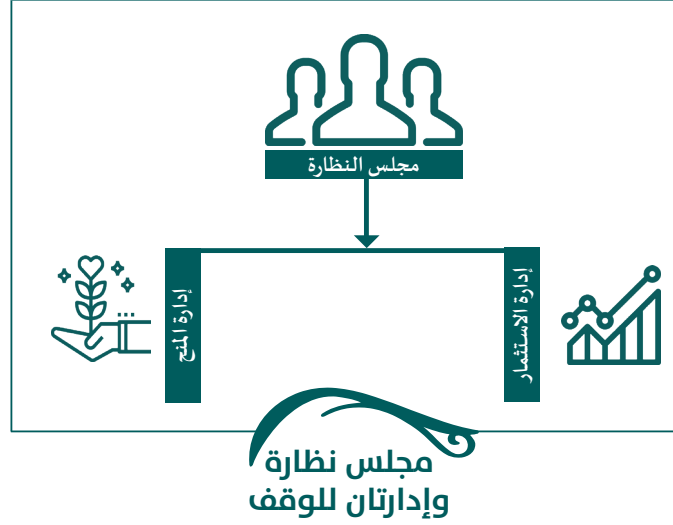 مجلس النظارة
إدارة الاستثمار
إدارة المنح
مجلس نظارة
وإدارتان للوقف